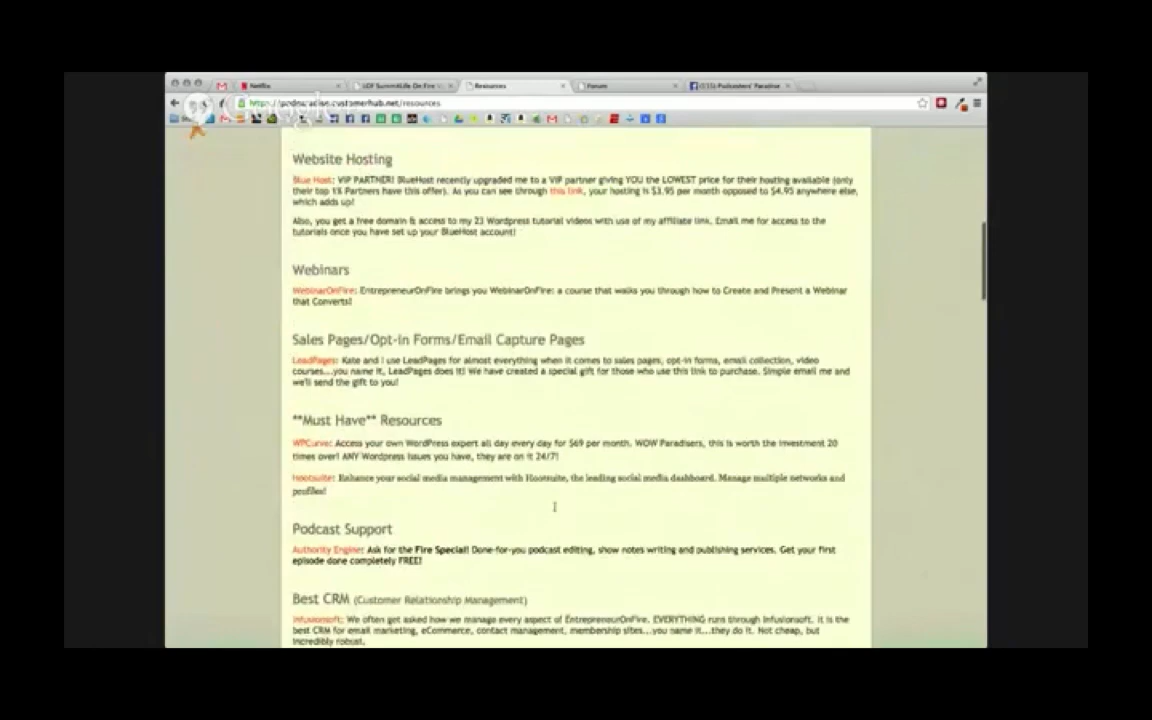 Netflix
Resources
Forum
(155) Podcasters' Paradise
Google
podparadise.customerhub.net/resources
Website Hosting
Blue Host: VIP PARTNER! BlueHost recently upgraded me to a VIP partner giving YOU the LOWEST price for their hosting available (only
their top 1% Partners have this offer). As you can see through this link, your hosting is $3.95 per month opposed to $4.95 anywhere else,
which adds up!
Also, you get a free domain & access to my 23 Wordpress tutorial videos with use of my affiliate link. Email me for access to the
tutorials once you have set up your BlueHost account!
Webinars
WebinarOnFire: EntrepreneurOnFire brings you WebinarOnFire: a course that walks you through how to Create and Present a Webinar
that Converts!
Sales Pages/Opt-in Forms/Email Capture Pages
LeadPages: Kate and I use LeadPages for almost everything when it comes to sales pages, opt-in forms, email collection, video
courses...you name it, LeadPages does it! We have created a special gift for those who use this link to purchase. Simple email me and
we'll send the gift to you!
**Must Have** Resources
WPCurve: Access your own WordPress expert all day every day for $69 per month. WOW Paradisers, this is worth the investment 20
times over! ANY Wordpress issues you have, they are on it 24/7!
Hootsuite: Enhance your social media management with Hootsuite, the leading social media dashboard. Manage multiple networks and
profiles!
Podcast Support
Authority Engine: Ask for the Fire Special! Done-for-you podcast editing, show notes writing and publishing services. Get your first
episode done completely FREE!
Best CRM (Customer Relationship Management)
Infusionsoft: We often get asked how we manage every aspect of EntrepreneurOnFire. EVERYTHING runs through Infusionsoft. It is the
best CRM for email marketing, eCommerce, contact management, membership sites...you name it...they do it. Not cheap, but
incredibly robust.